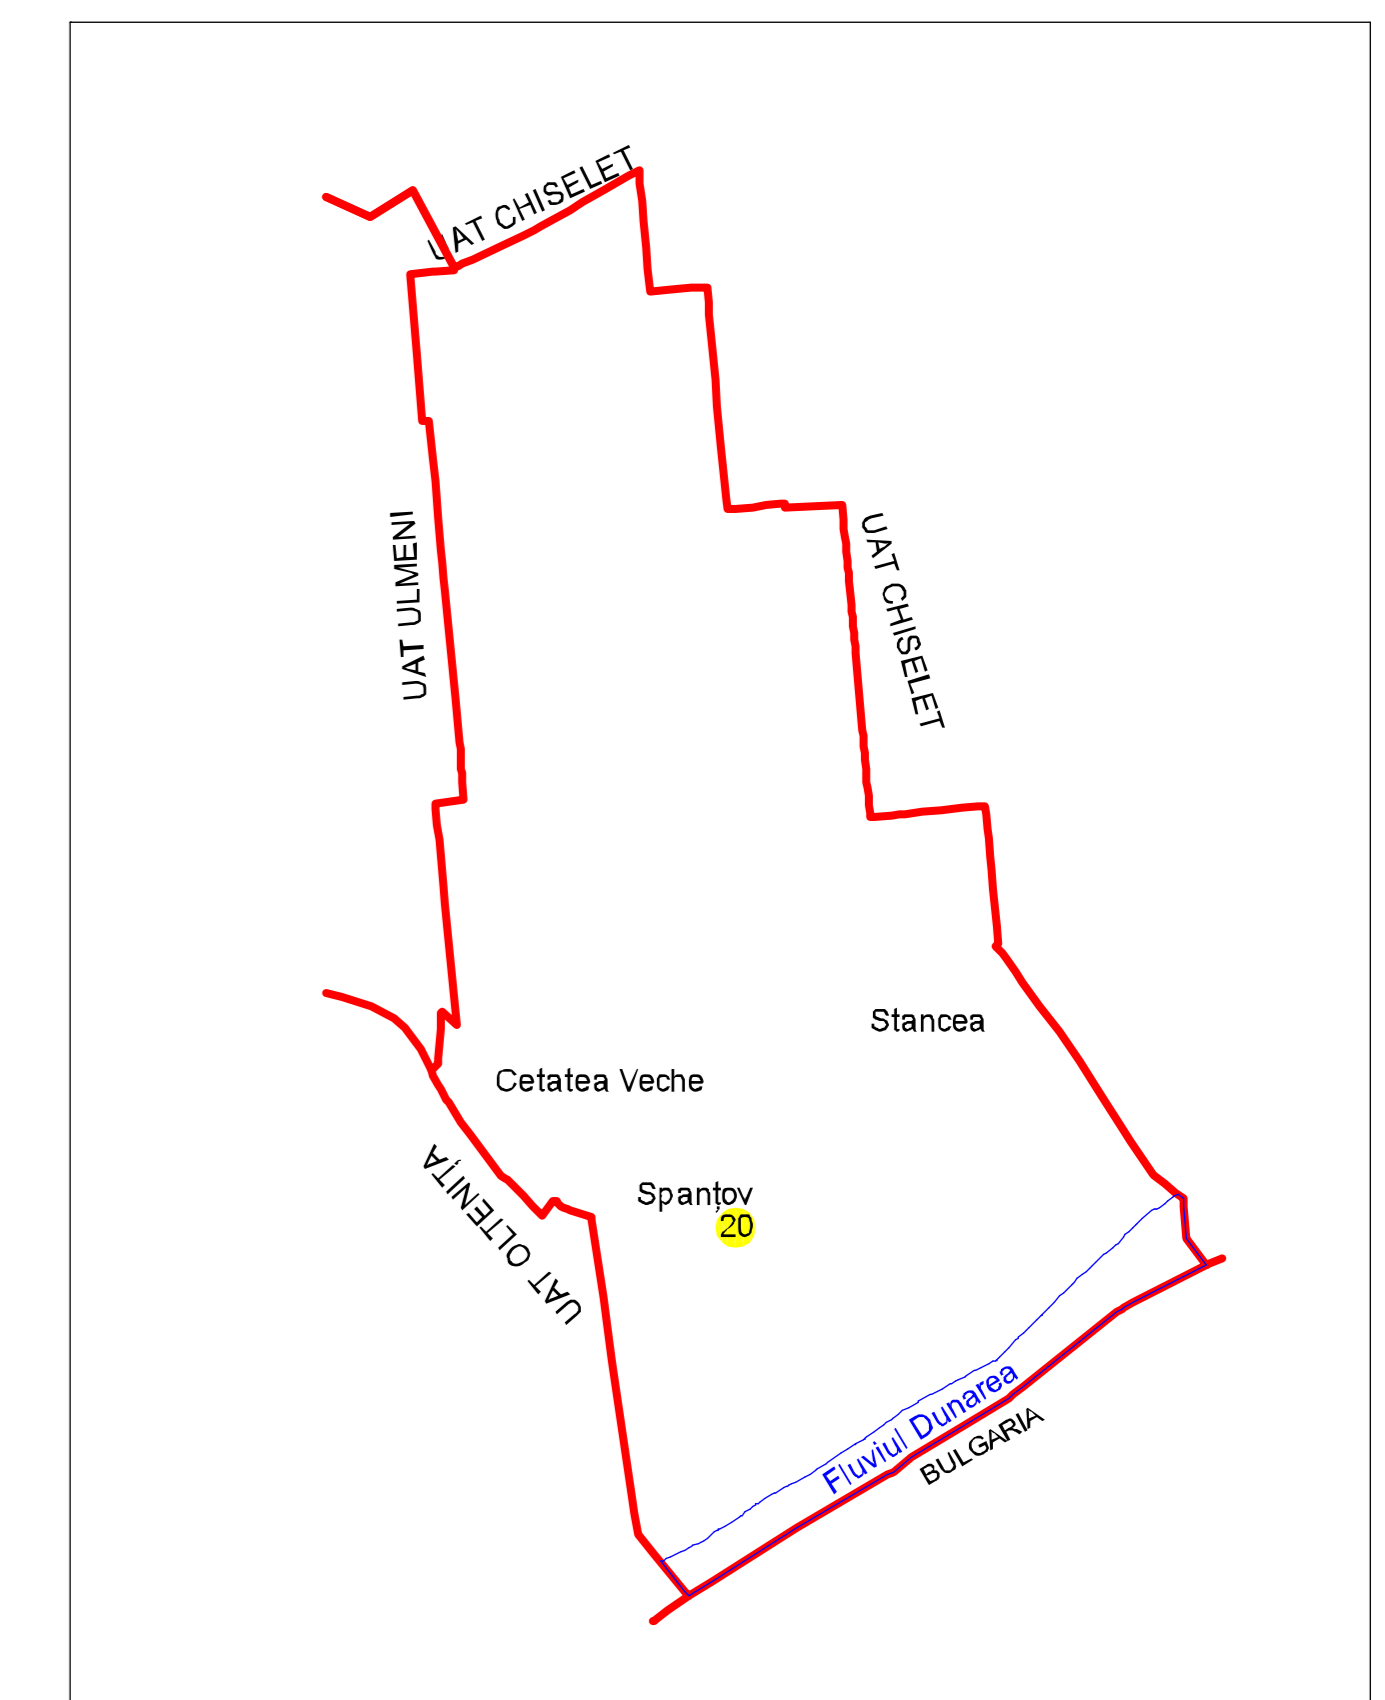 UAT CHISELET
UAT ULMENI
UAT CHISELET
Stancea
Cetatea Veche
UAT OLTENIȚA
Spanțov
20
Fluviul Dunarea
BULGARIA